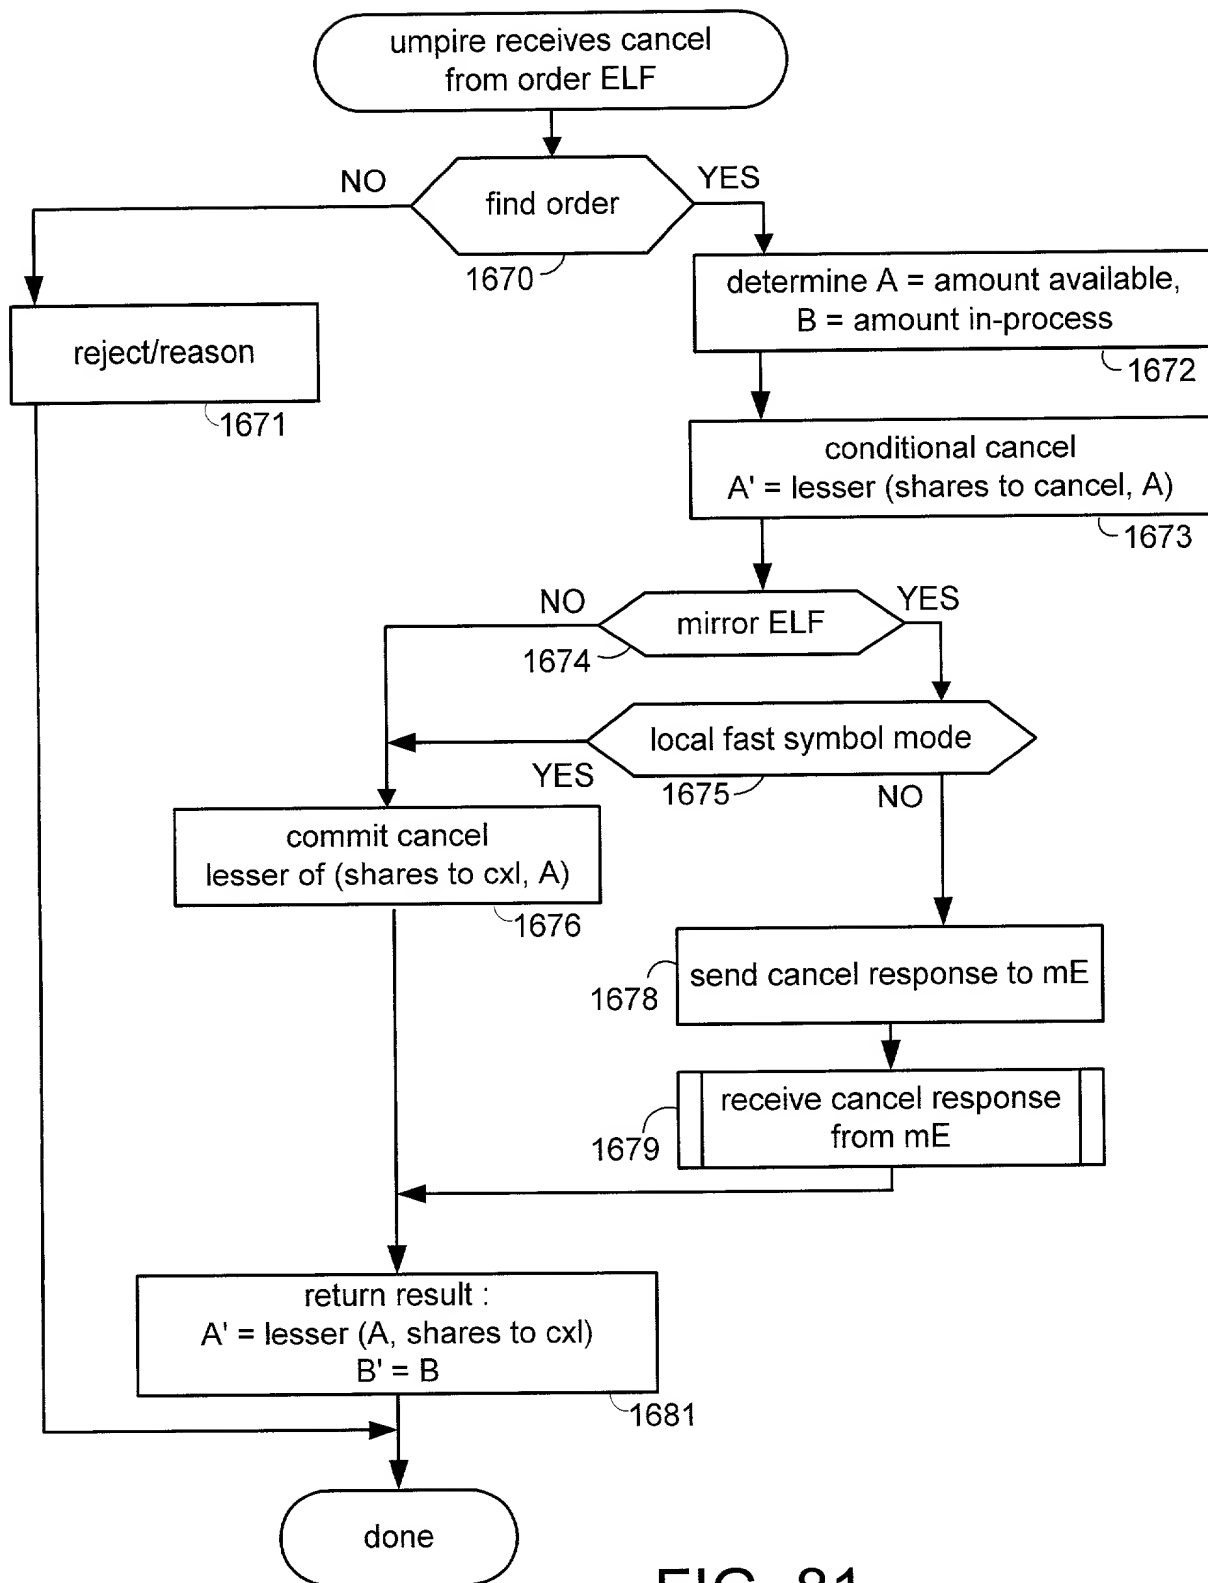 umpire receives cancel
from order ELF
NO
YES
find order
1670
determine A = amount available,
B = amount in-process
1672
reject/reason
1671
conditional cancel
A' = lesser (shares to cancel, A)
1673
NO
YES
mirror ELF
1674
local fast symbol mode
YES
1675
NO
commit cancel
lesser of (shares to cxl, A)
1676
send cancel response to mE
1678
receive cancel response
from mE
1679
return result :
A' = lesser (A, shares to cxl)
B' = B
1681
done
FIG. 81